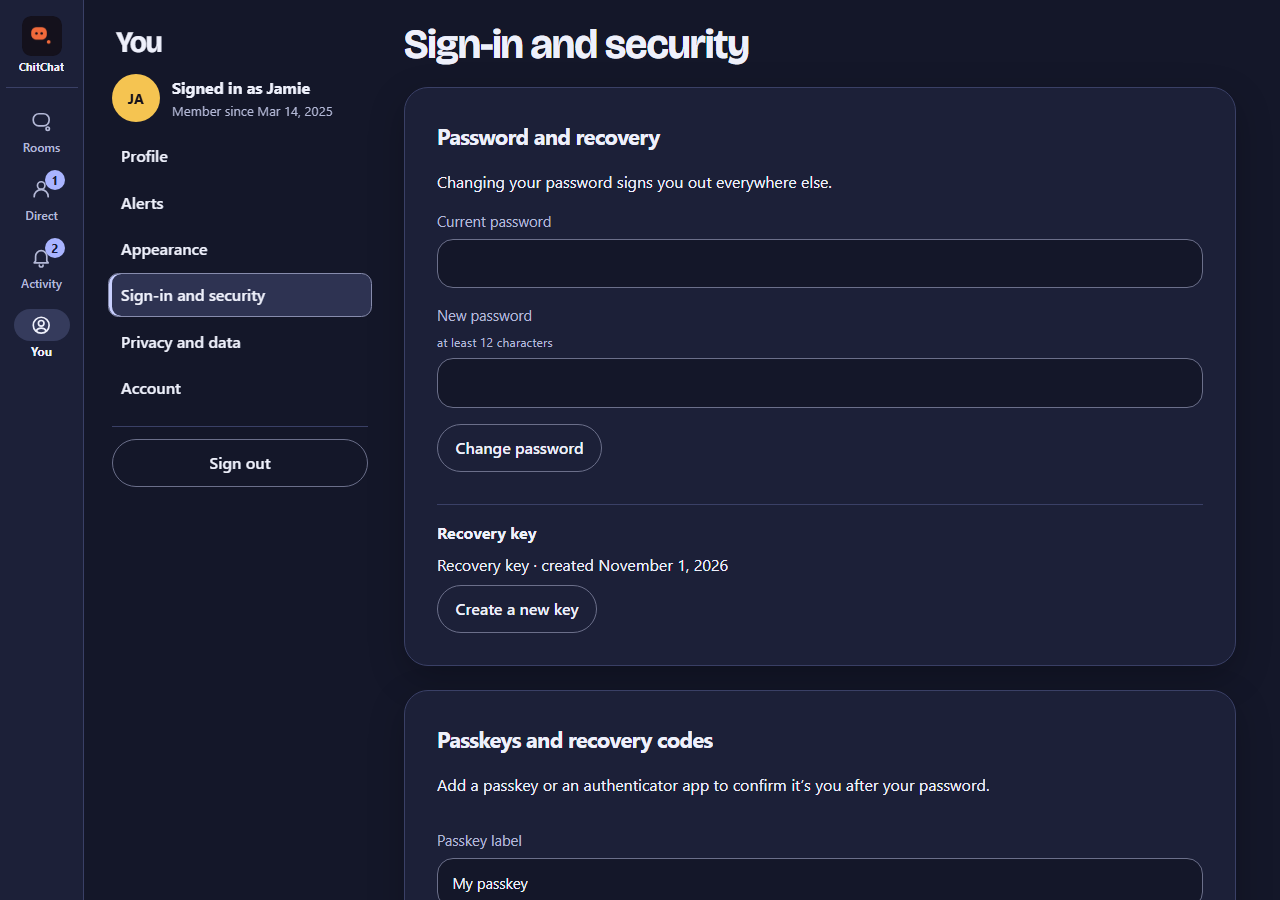 ChitChat
Rooms
1
Direct
2
Activity
You
You
JA
Signed in as Jamie
Member since Mar 14, 2025
Profile
Alerts
Appearance
Sign-in and security
Privacy and data
Account
Sign out
Sign-in and security
Password and recovery
Changing your password signs you out everywhere else.
Current password
New password
at least 12 characters
Change password
Recovery key
Recovery key · created November 1, 2026
Create a new key
Passkeys and recovery codes
Add a passkey or an authenticator app to confirm it’s you after your password.
Passkey label
My passkey